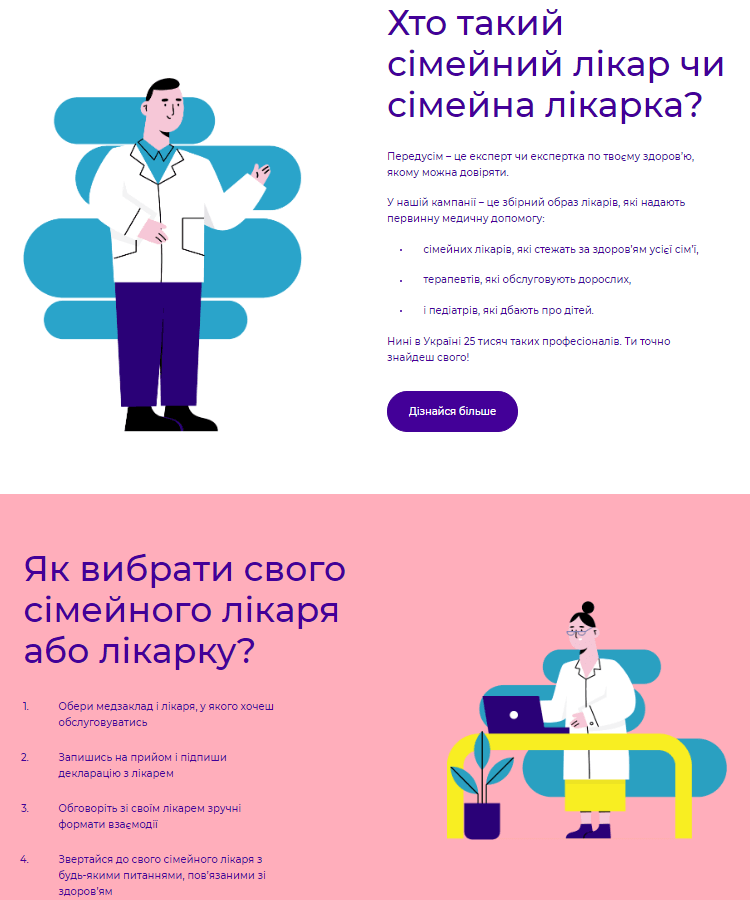 Хто такий
сімейний лікар чи
сімейна лікарка?
Передусім – це експерт чи експертка по твоєму здоров’ю,
якому можна довіряти.
У нашій кампанії – це збірний образ лікарів, які надають
первинну медичну допомогу:
• сімейних лікарів, які стежать за здоров’ям усієї сім’ї,
• терапевтів, які обслуговують дорослих,
• і педіатрів, які дбають про дітей.
Нині в Україні 25 тисяч таких професіоналів. Ти точно
знайдеш свого!
Дізнайся більше
Як вибрати свого
сімейного лікаря
або лікарку?
1. Обери медзаклад і лікаря, у якого хочеш
обслуговуватись
2. Запишись на прийом і підпиши
декларацію з лікарем
3. Обговоріть зі своїм лікарем зручні
формати взаємодії
4. Звертайся до свого сімейного лікаря з
будь-якими питаннями, пов’язаними зі
здоров’ям